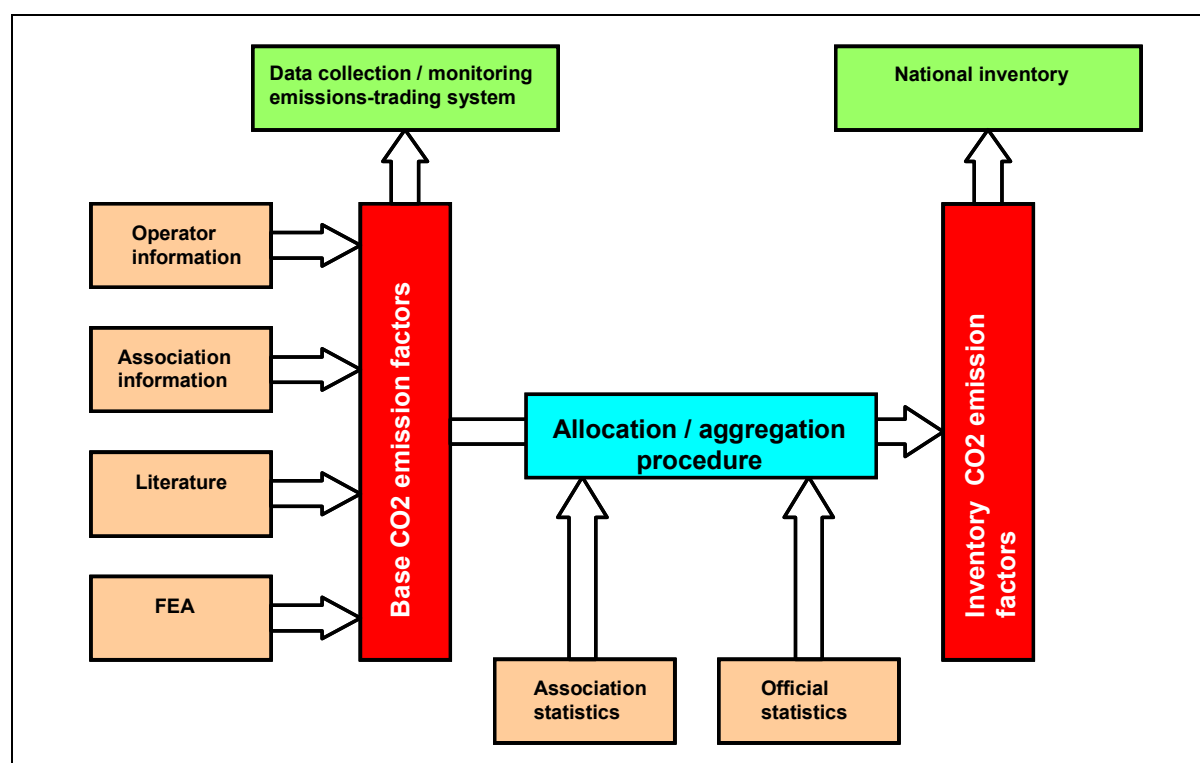 Data collection / monitoring
emissions-trading system
National inventory
Operator
information
Association
information
Literature
FEA
Base CO2 emission factors
Allocation / aggregation
procedure
Inventory CO2 emission
factors
Association
statistics
Official
statistics